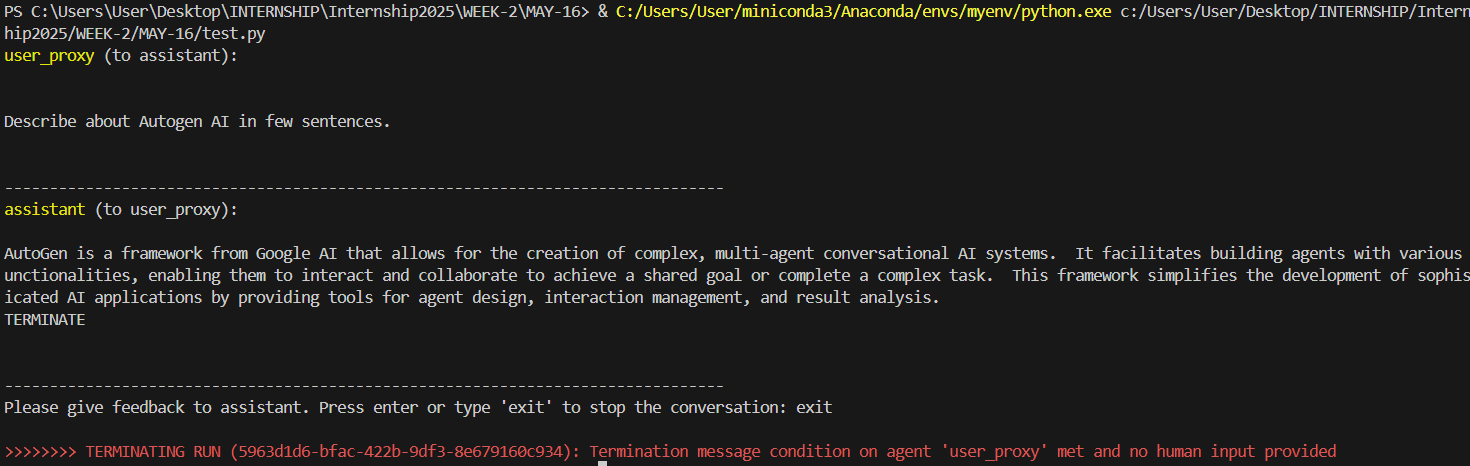 PS C:\Users\User\Desktop\INTERNSHIP\Internship2025\WEEK-2\MAY-16> & C:/Users/User/miniconda3/Anaconda/envs/myenv/python.exe c:/Users/User/Desktop/INTERNSHIP/Intern
hip2025/WEEK-2/MAY-16/test.py
user_proxy (to assistant):
Describe about Autogen AI in few sentences.
--------------------------------------------------------------------------------
assistant (to user_proxy):
AutoGen is a framework from Google AI that allows for the creation of complex, multi-agent conversational AI systems.  It facilitates building agents with various
unctionalities, enabling them to interact and collaborate to achieve a shared goal or complete a complex task.  This framework simplifies the development of sophis
icated AI applications by providing tools for agent design, interaction management, and result analysis.
TERMINATE
--------------------------------------------------------------------------------
Please give feedback to assistant. Press enter or type 'exit' to stop the conversation: exit
>>>>>>>> TERMINATING RUN (5963d1d6-bfac-422b-9df3-8e679160c934): Termination message condition on agent 'user_proxy' met and no human input provided